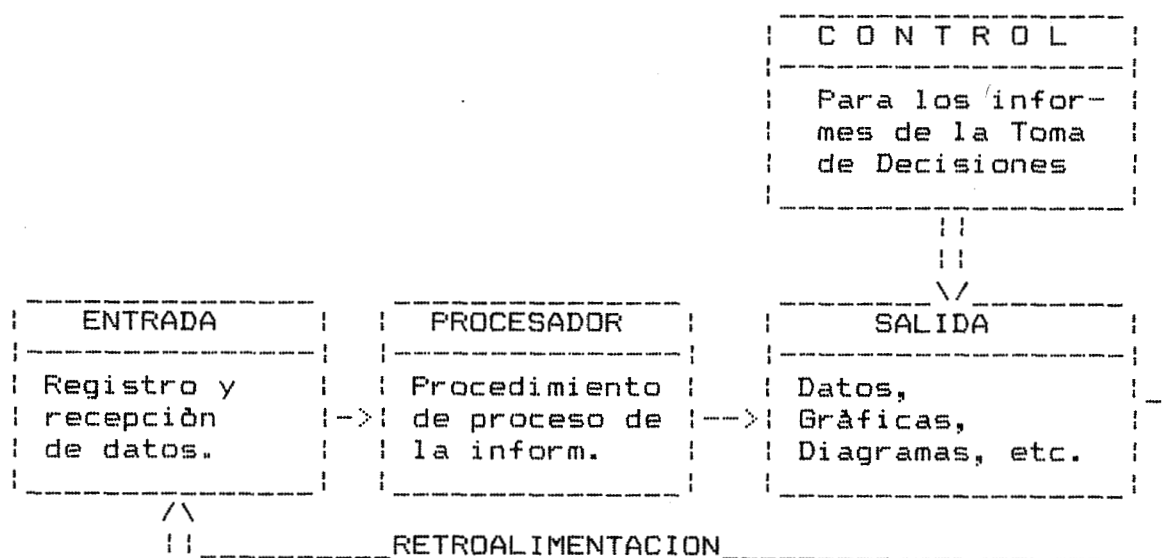 C O N T R O L
Para los infor-
mes de la Toma
de Decisiones
ENTRADA
Registro y
recepciòn
de datos.
PROCESADOR
Procedimiento
de proceso de
la inform.
SALIDA
Datos,
Gràficas,
Diagramas, etc.
RETROALIMENTACION